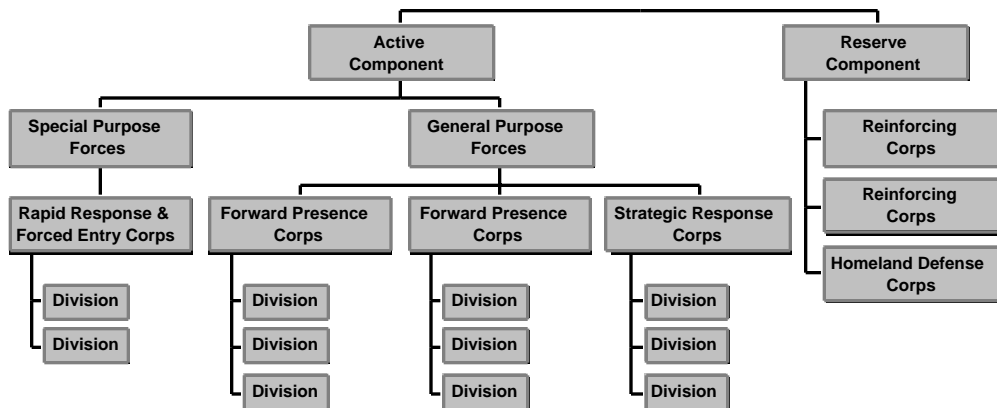 Active
Component
Reserve
Component
Special Purpose
Forces
General Purpose
Forces
Reinforcing
Corps
Reinforcing
Corps
Homeland Defense
Corps
Rapid Response &
Forced Entry Corps
Forward Presence
Corps
Forward Presence
Corps
Strategic Response
Corps
Division
Division
Division
Division
Division
Division
Division
Division
Division
Division
Division